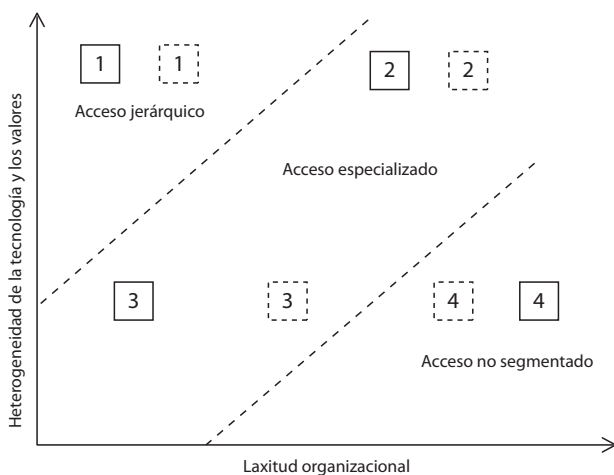 Heterogeneidad de la tecnología y los valores
1 1
2 2
Acceso jerárquico
Acceso especializado
3 3
4 4
Acceso no segmentado
Laxitud organizacional